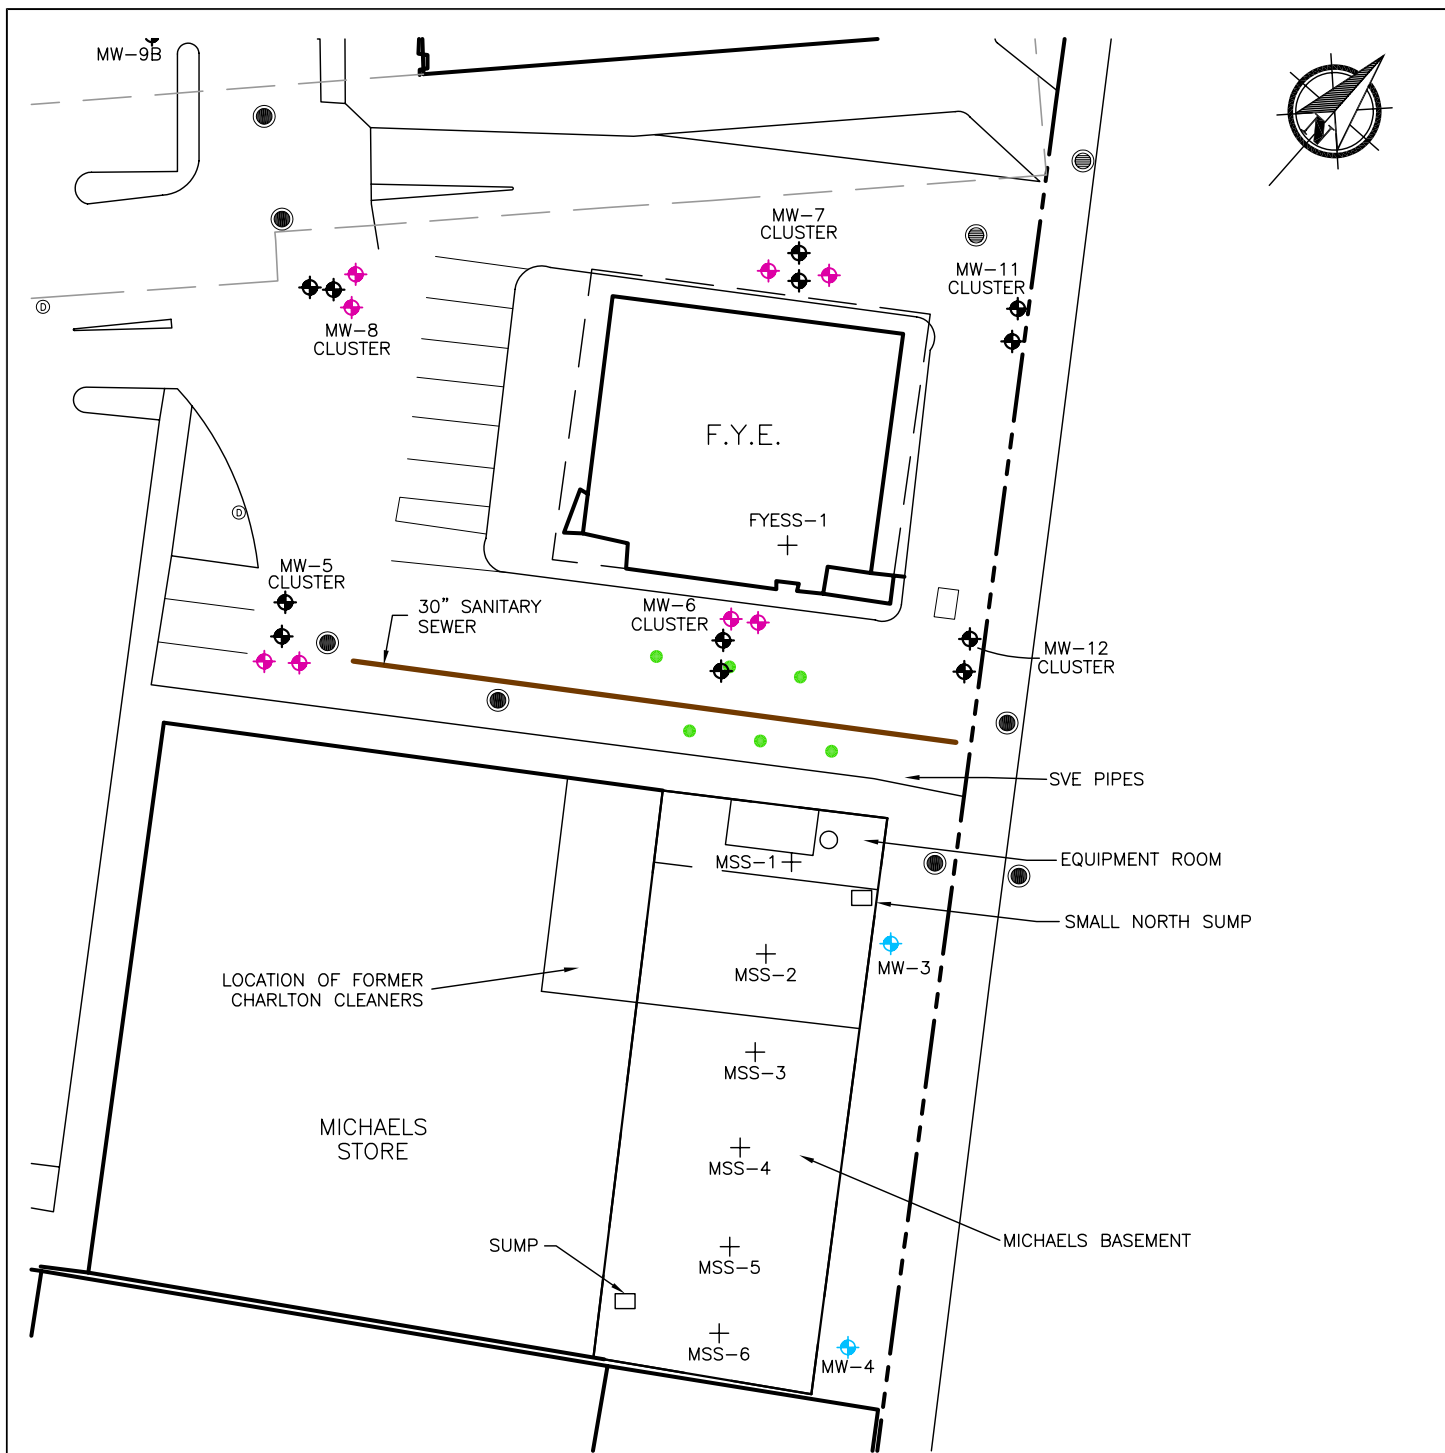 MW-9B
MW-7
CLUSTER
MW-11
CLUSTER
MW-8
CLUSTER
D
F.Y.E.
FYESS-1
D
MW-5
CLUSTER
30" SANITARY
SEWER
MW-6
CLUSTER
MW-12
CLUSTER
SVE PIPES
MSS-1
EQUIPMENT ROOM
SMALL NORTH SUMP
MW-3
MSS-2
LOCATION OF FORMER
CHARLTON CLEANERS
MSS-3
MICHAELS
STORE
MSS-4
MICHAELS BASEMENT
SUMP
MSS-5
MSS-6
MW-4